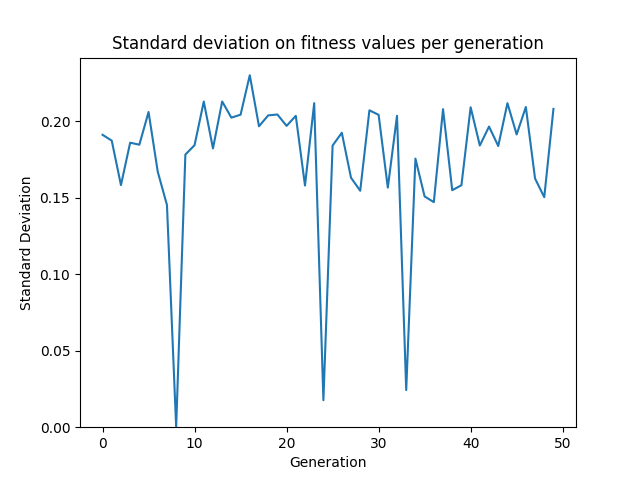 Standard deviation on fitness values per generation
0.20
0.15
0.10
0.05
0.00
Standard Deviation
0 10 20 30 40 50
Generation